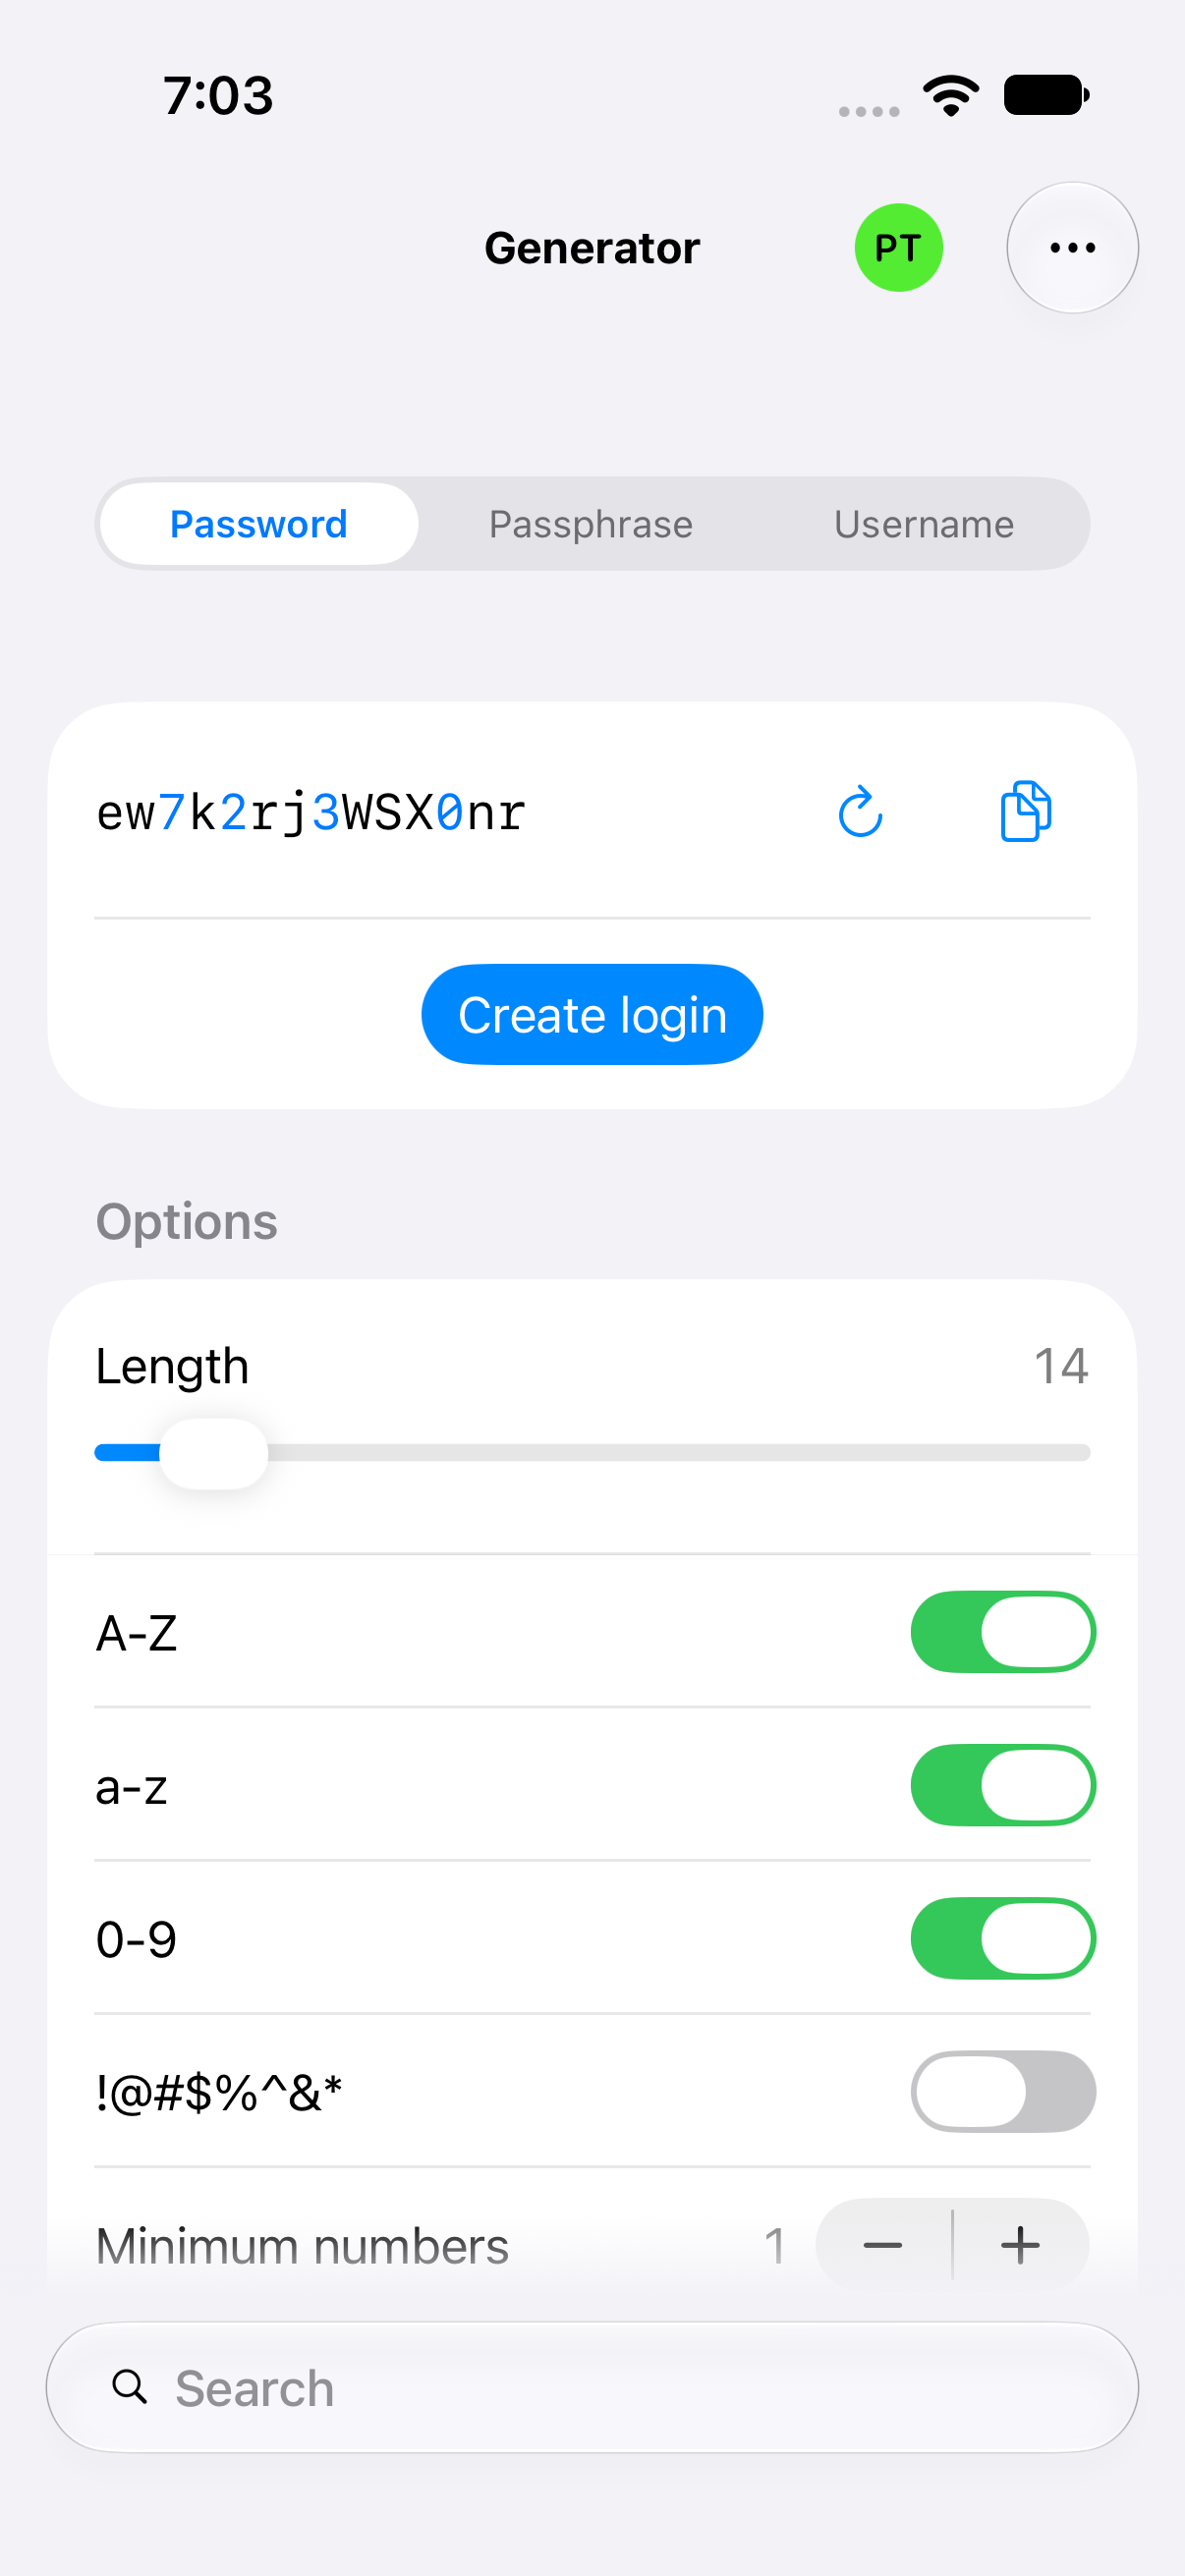 7:03
Generator
PT
Password Passphrase Username
ew7k2rj3WSX0nr
Create login
Options
Length 14
A-Z
a-z
0-9
!@#$%^&*
Minimum numbers 1
Search